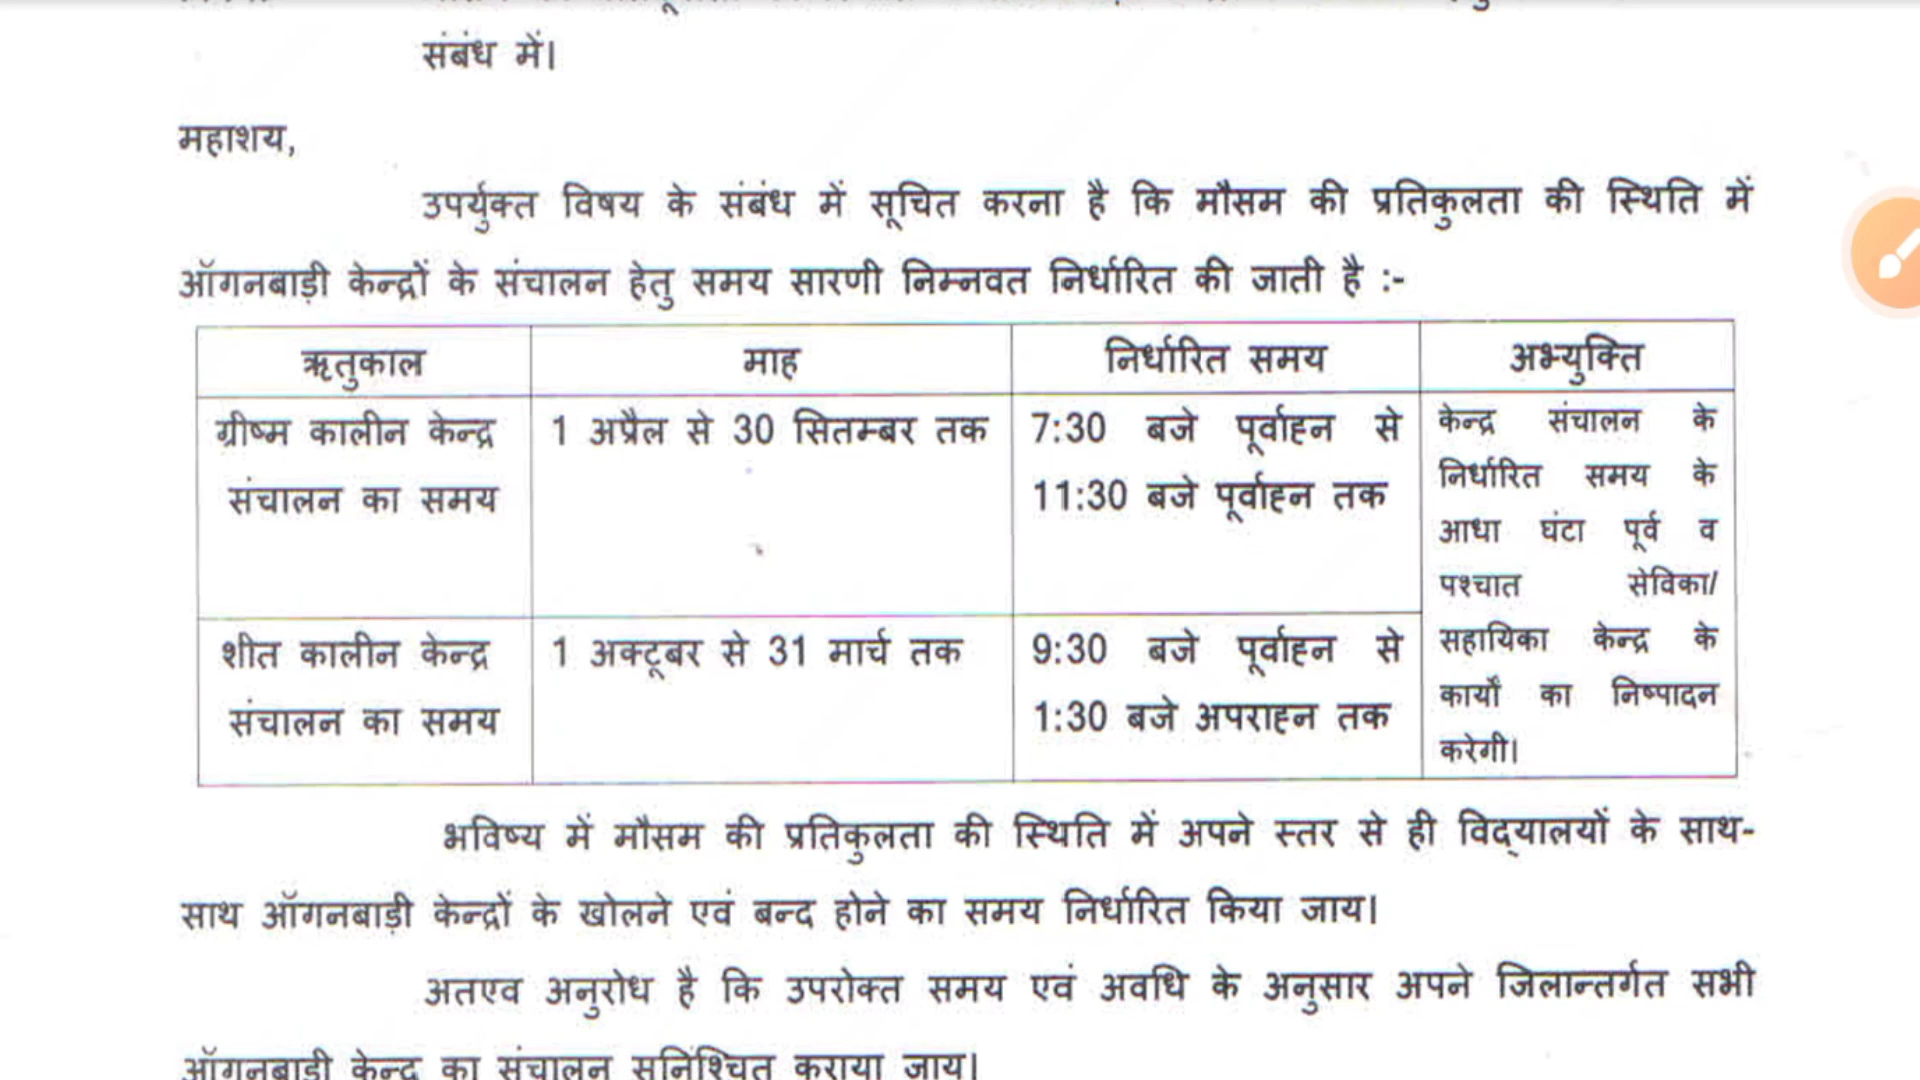 संबंध में।
महाशय,
उपर्युक्त विषय के संबंध में सूचित करना है कि मौसम की प्रतिकुलता की स्थिति में
ऑगनबाड़ी केन्द्रों के संचालन हेतु समय सारणी निम्नवत निर्धारित की जाती है :-
ऋतुकाल माह निर्धारित समय अभ्युक्ति
ग्रीष्म कालीन केन्द्र
संचालन का समय
1 अप्रैल से 30 सितम्बर तक
7:30 बजे पूर्वाहन से
11:30 बजे पूर्वाहन तक
केन्द्र संचालन के
निर्धारित समय के
आधा घंटा पूर्व व
पश्चात सेविका/
सहायिका केन्द्र के
कार्यों का निष्पादन
करेगी।
शीत कालीन केन्द्र
संचालन का समय
1 अक्टूबर से 31 मार्च तक
9:30 बजे पूर्वाहन से
1:30 बजे अपराहन तक
भविष्य में मौसम की प्रतिकुलता की स्थिति में अपने स्तर से ही विद्यालयों के साथ-
साथ ऑगनबाड़ी केन्द्रों के खोलने एवं बन्द होने का समय निर्धारित किया जाय।
अतएव अनुरोध है कि उपरोक्त समय एवं अवधि के अनुसार अपने जिलान्तर्गत सभी
ऑगनबाडी केन्द्र का संचालन सुनिश्चित कराया जाय।